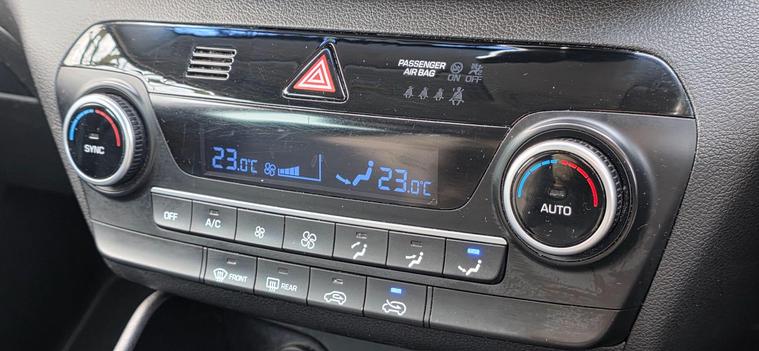 PASSENGER
AIR BAG
ON OFF
SYNC
23.0°C 23.0°C
AUTO
OFF
A/C
FRONT
REAR